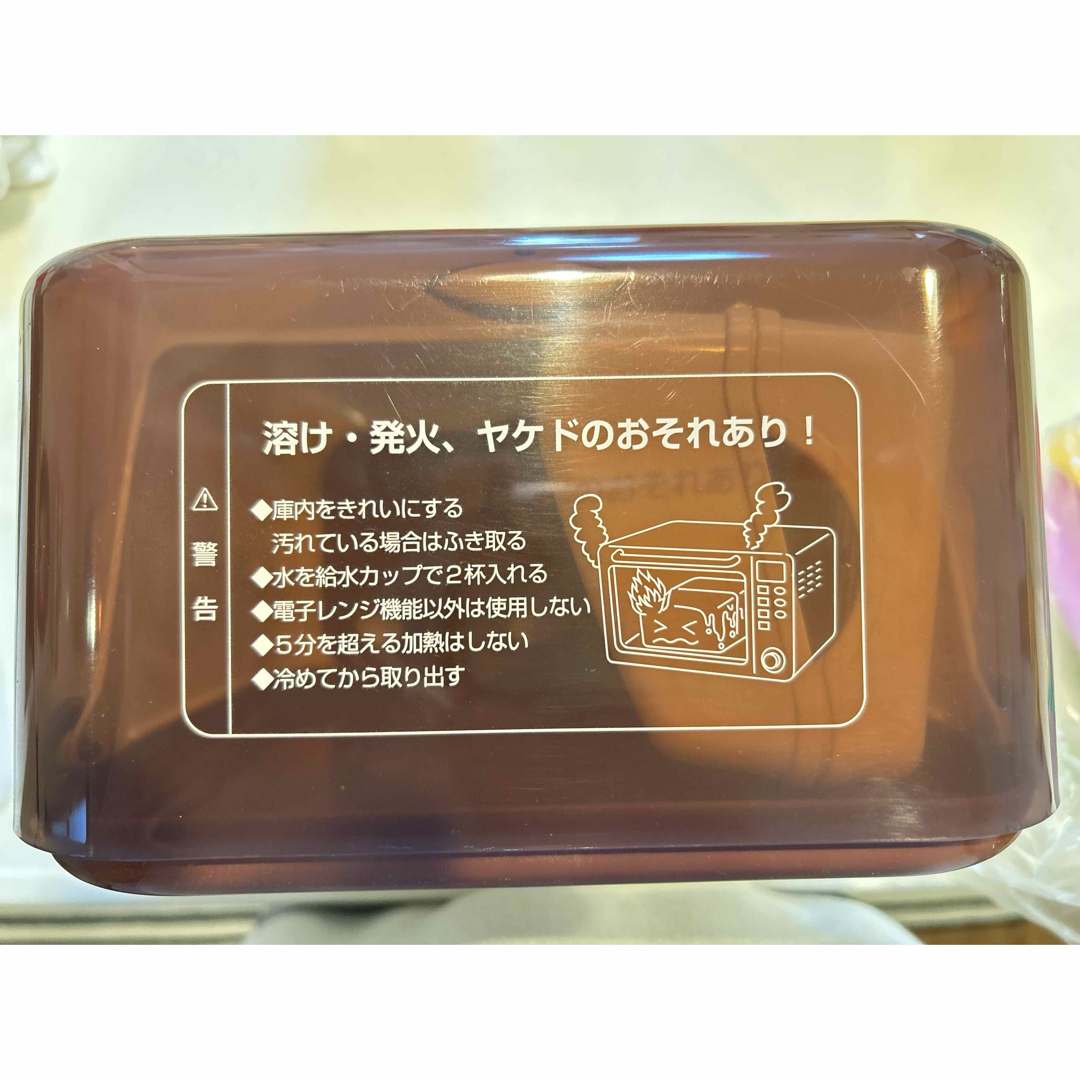 ⚠警告
溶け・発火、ヤケドのおそれあり！
◆庫内をきれいにする
汚れている場合はふき取る
◆水を給水カップで２杯入れる
◆電子レンジ機能以外は使用しない
◆５分を超える加熱はしない
◆冷めてから取り出す